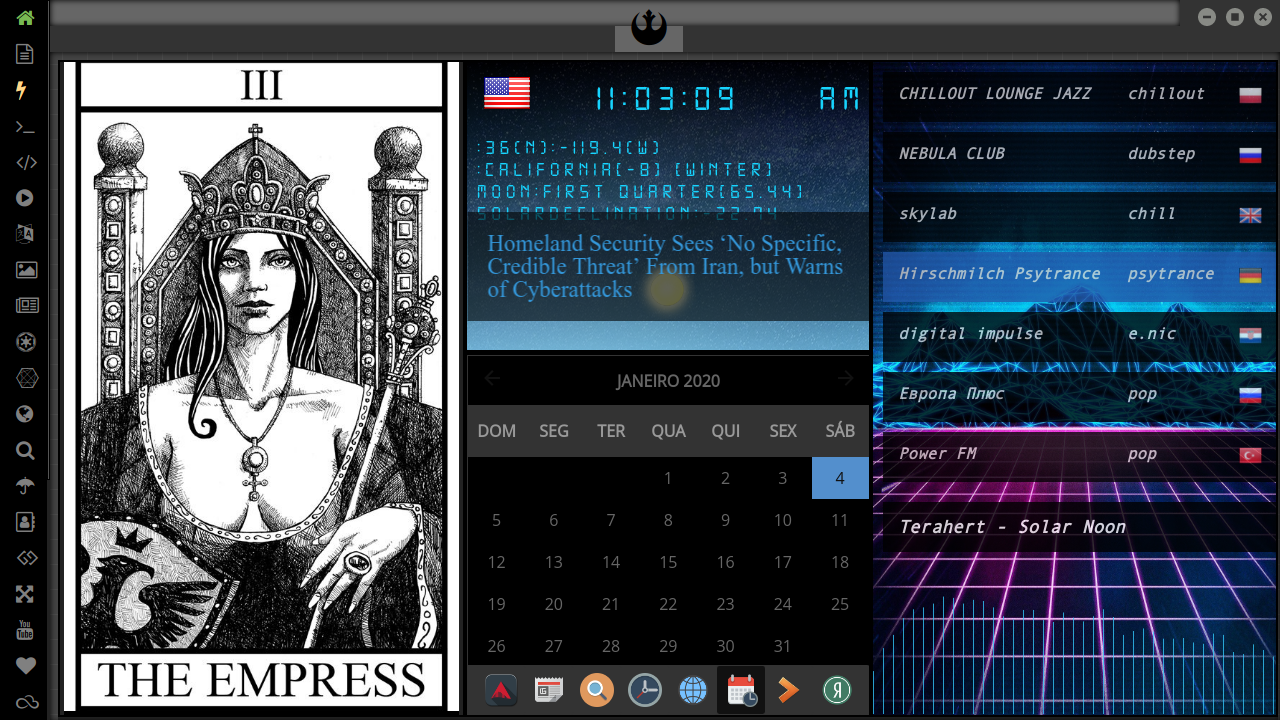 III
THE EMPRESS
11:03:09 AM
:36(N):-119.4(W)
:CALIFORNIA(-8) (WINTER)
MOON:FIRST QUARTER(65.44)
SOLARDECLINATION:-22.94
Homeland Security Sees ‘No Specific,
Credible Threat’ From Iran, but Warns
of Cyberattacks
JANEIRO 2020
DOM SEG TER QUA QUI SEX SÁB
1 2 3 4
5 6 7 8 9 10 11
12 13 14 15 16 17 18
19 20 21 22 23 24 25
26 27 28 29 30 31
CHILLOUT LOUNGE JAZZ chillout
NEBULA CLUB dubstep
skylab chill
Hirschmilch Psytrance psytrance
digital impulse e.nic
Европа Плюс pop
Power FM pop
Terahert - Solar Noon
You
Tube
Я